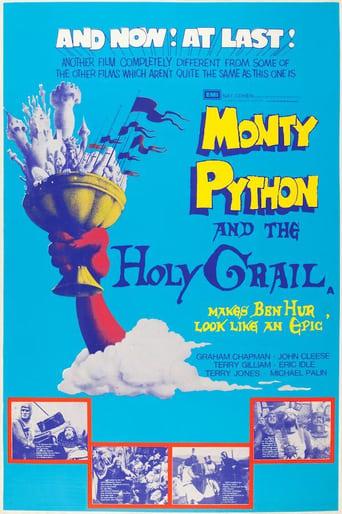 AND NOW! AT LAST!
ANOTHER FILM COMPLETELY DIFFERENT FROM SOME OF
THE OTHER FILMS WHICH AREN'T QUITE THE SAME AS THIS ONE IS
EMI
MONTY
PYTHON
AND THE
HOLY GRAIL
A
MAKES BEN HUR
LOOK LIKE AN EPIC
GRAHAM CHAPMAN · JOHN CLEESE
TERRY GILLIAM · ERIC IDLE
TERRY JONES · MICHAEL PALIN